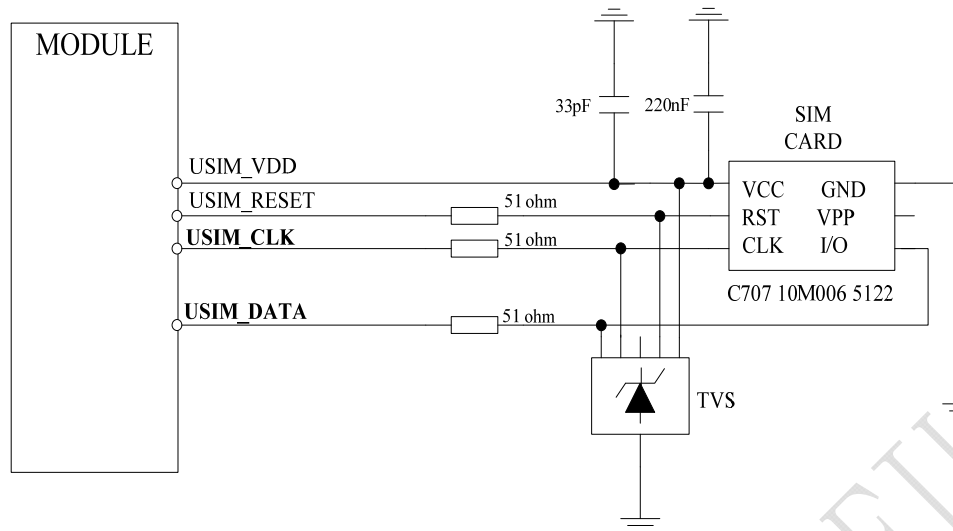 MODULE
33pF
220nF
SIM
CARD
USIM_VDD
USIM_RESET
USIM_CLK
USIM_DATA
51 ohm
51 ohm
51 ohm
VCC GND
RST VPP
CLK I/O
C707 10M006 5122
TVS